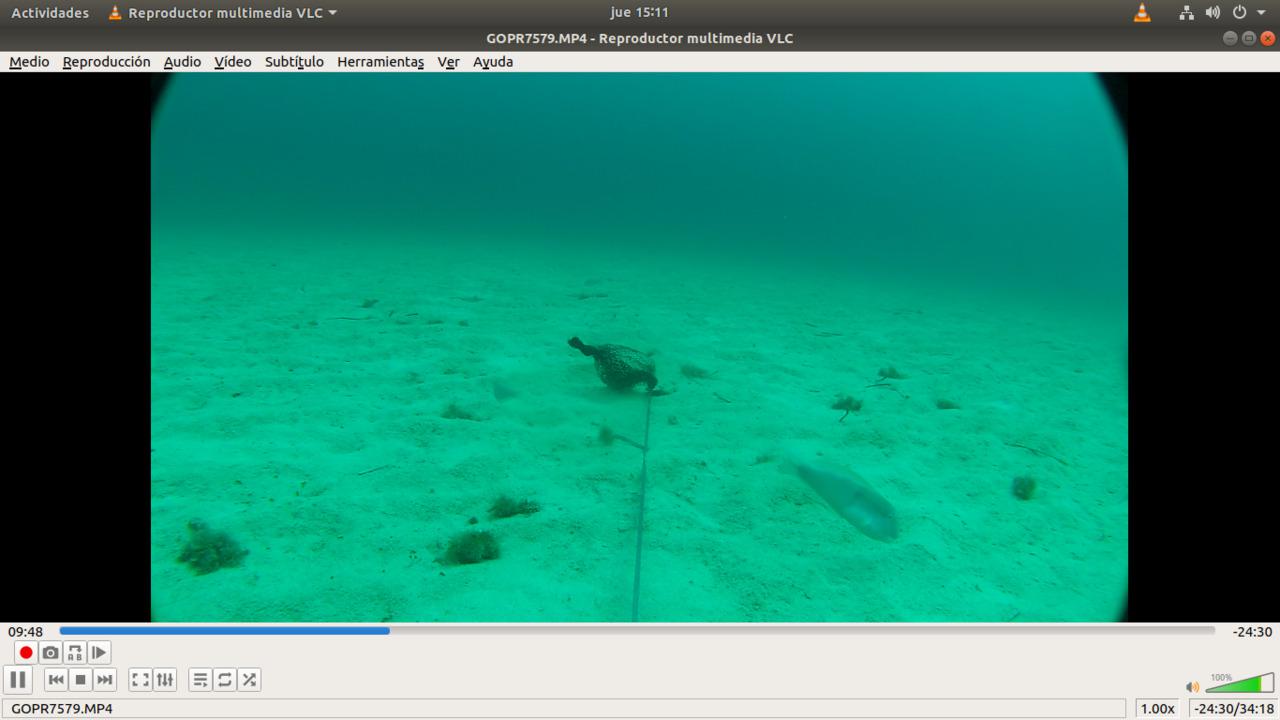 Actividades Reproductor multimedia VLC jue 15:11
GOPR7579.MP4 - Reproductor multimedia VLC
Medio Reproducción Audio Vídeo Subtítulo Herramientas Ver Ayuda
09:48 -24:30
A B
100%
GOPR7579.MP4 1.00x -24:30/34:18